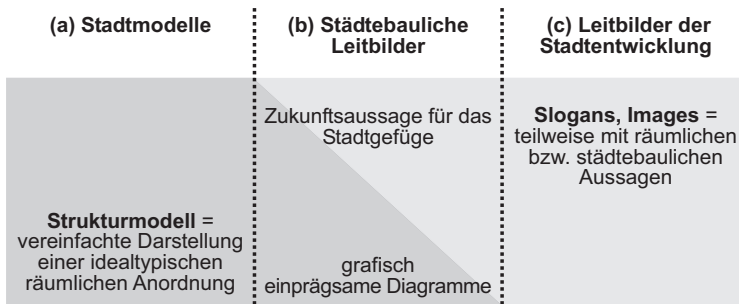 (a) Stadtmodelle
(b) Städtebauliche
Leitbilder
(c) Leitbilder der
Stadtentwicklung
Strukturmodell =
vereinfachte Darstellung
einer idealtypischen
räumlichen Anordnung
Zukunftsaussage für das
Stadtgefüge
grafisch
einprägsame Diagramme
Slogans, Images =
teilweise mit räumlichen
bzw. städtebaulichen
Aussagen